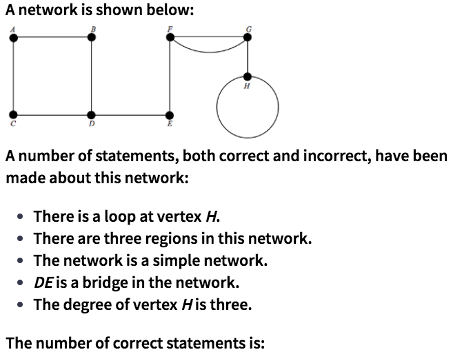 A network is shown below:
A B F G
H
C D E
A number of statements, both correct and incorrect, have been
made about this network:
• There is a loop at vertex H.
• There are three regions in this network.
• The network is a simple network.
• DE is a bridge in the network.
• The degree of vertex H is three.
The number of correct statements is: